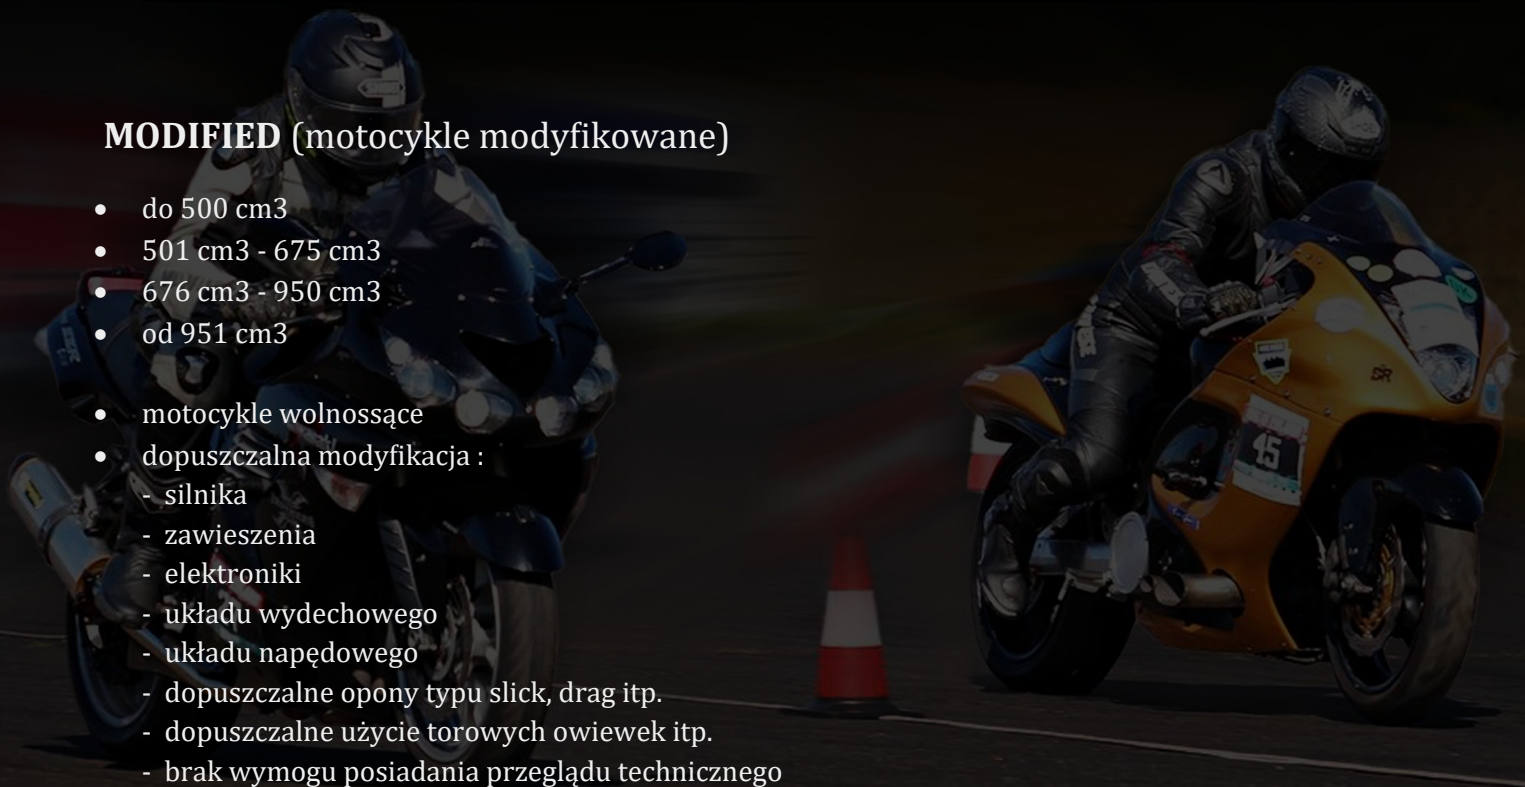 MODIFIED (motocykle modyfikowane)
• do 500 cm3
• 501 cm3 - 675 cm3
• 676 cm3 - 950 cm3
• od 951 cm3
• motocykle wolnossące
• dopuszczalna modyfikacja :
- silnika
- zawieszenia
- elektroniki
- układu wydechowego
- układu napędowego
- dopuszczalne opony typu slick, drag itp.
- dopuszczalne użycie torowych owiewek itp.
- brak wymogu posiadania przeglądu technicznego
45